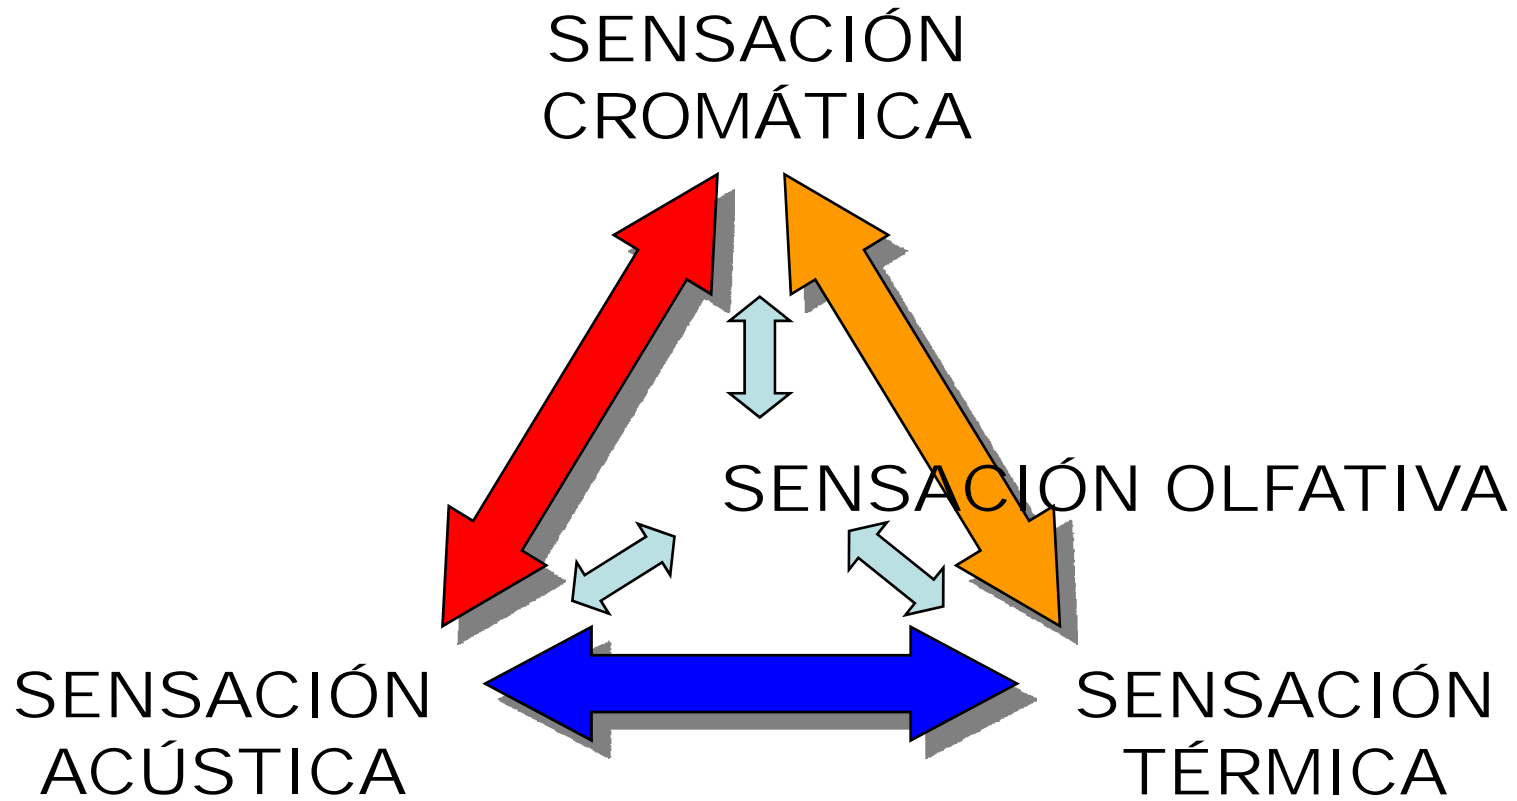 SENSACIÓN
CROMÁTICA
SENSACIÓN OLFATIVA
SENSACIÓN
ACÚSTICA
SENSACIÓN
TÉRMICA